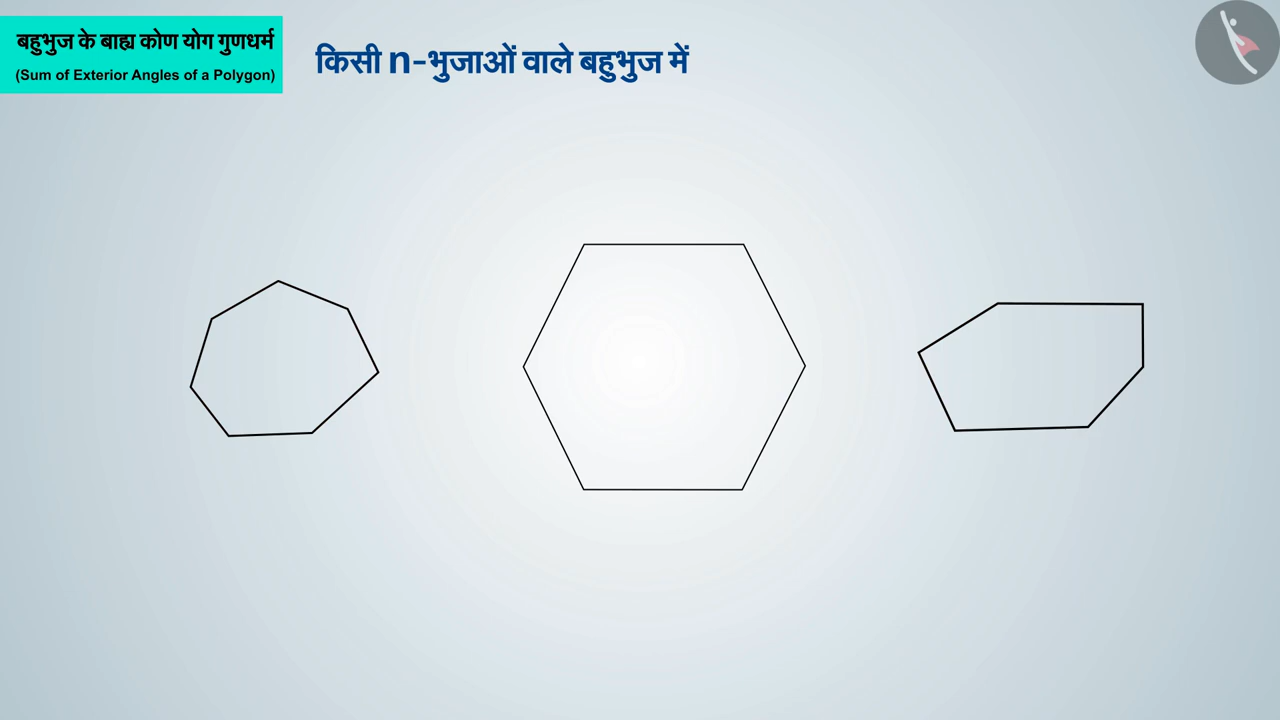 बहुभुज के बाह्य कोण योग गुणधर्म
(Sum of Exterior Angles of a Polygon)
किसी n-भुजाओं वाले बहुभुज में